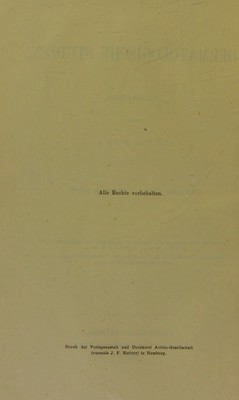 Alle Rechte vorbehalten.
Druck der Verlagsanstalt und Druckerei Actien-Gesellschaft
(vormals J. F. Richter) in Hamburg.